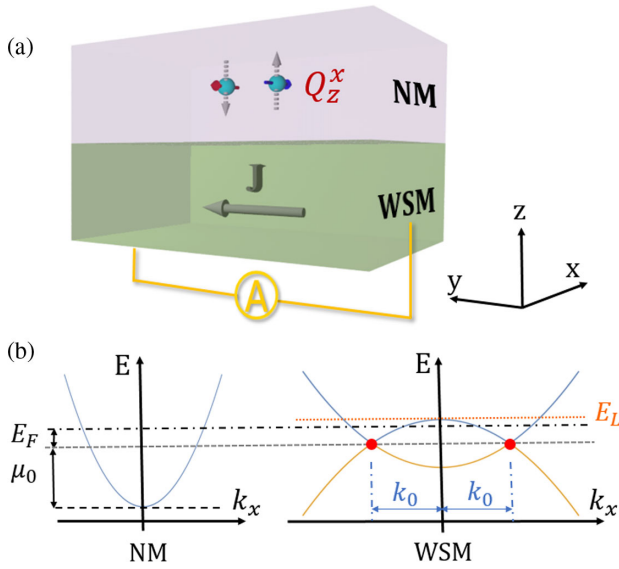 (a)
Q_z^x
NM
J
WSM
A
z
y
x
(b)
E
E
E_L
E_F
μ_0
k_0
k_0
k_x
k_x
NM
WSM